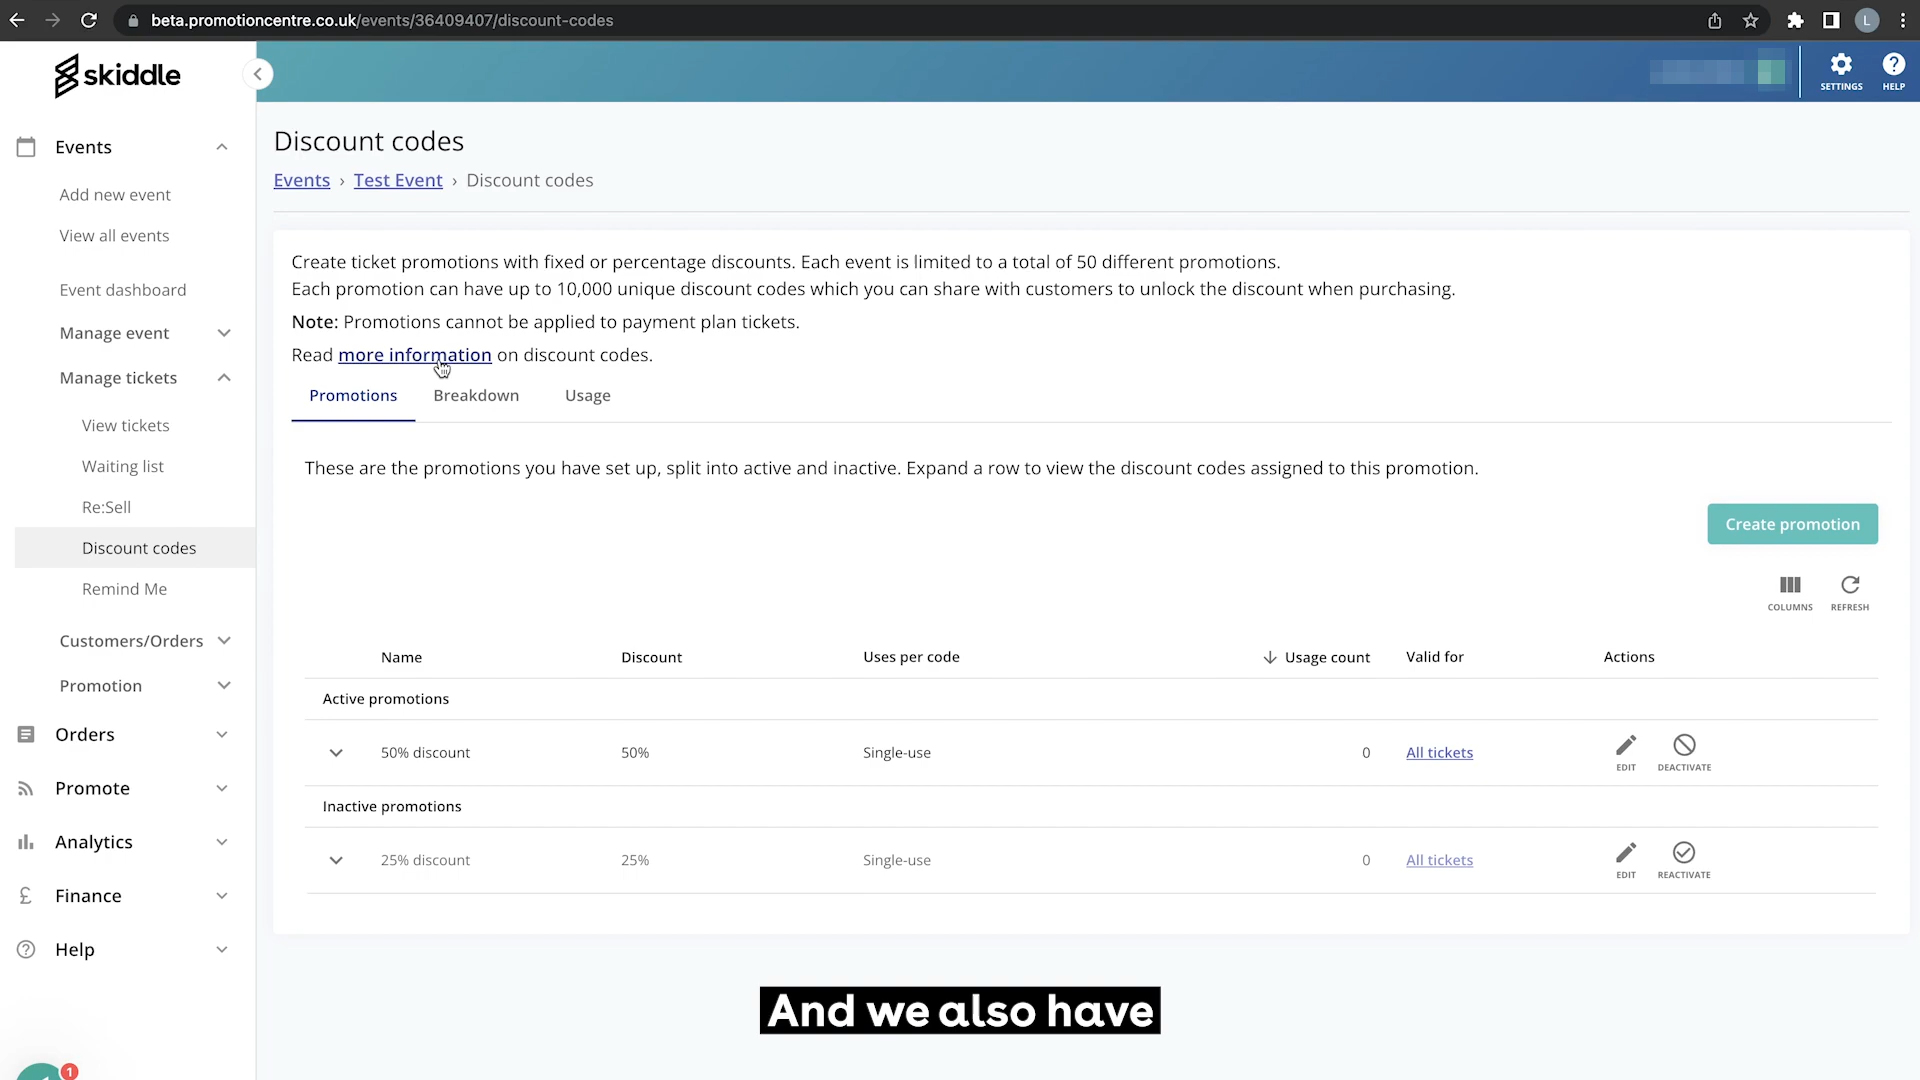 beta.promotioncentre.co.uk/events/36409407/discount-codes
L
skiddle
SETTINGS
HELP
Events
Add new event
View all events
Event dashboard
Manage event
Manage tickets
View tickets
Waiting list
Re:Sell
Discount codes
Remind Me
Customers/Orders
Promotion
Orders
Promote
Analytics
Finance
Help
1
Discount codes
Events › Test Event › Discount codes
Create ticket promotions with fixed or percentage discounts. Each event is limited to a total of 50 different promotions.
Each promotion can have up to 10,000 unique discount codes which you can share with customers to unlock the discount when purchasing.
Note: Promotions cannot be applied to payment plan tickets.
Read more information on discount codes.
Promotions Breakdown Usage
These are the promotions you have set up, split into active and inactive. Expand a row to view the discount codes assigned to this promotion.
Create promotion
COLUMNS REFRESH
Name Discount Uses per code Usage count Valid for Actions
Active promotions
50% discount 50% Single-use 0 All tickets EDIT DEACTIVATE
Inactive promotions
25% discount 25% Single-use 0 All tickets EDIT REACTIVATE
And we also have